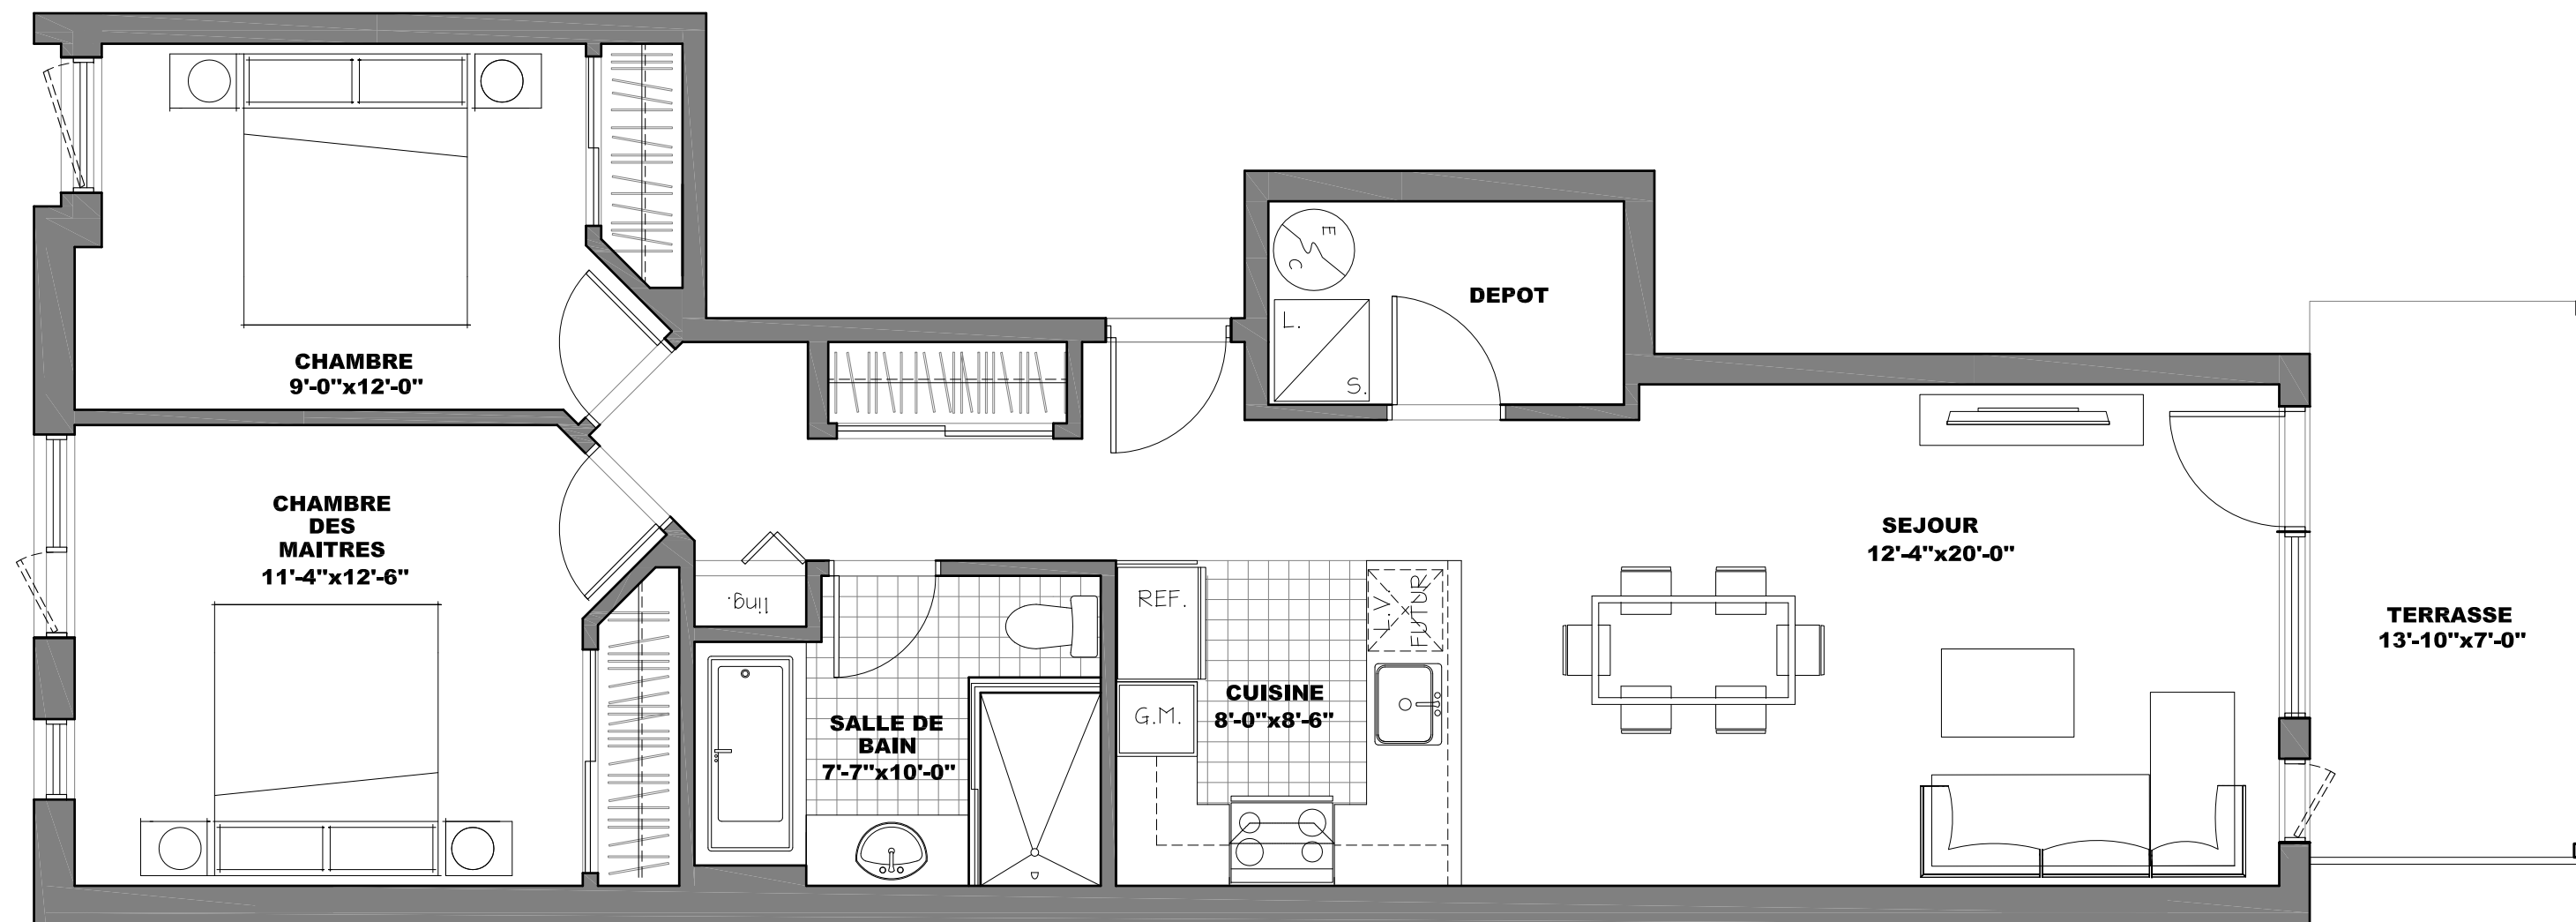 CHAMBRE
9'-0"x12'-0"
CHAMBRE
DES
MAITRES
11'-4"x12'-6"
ling.
SALLE DE
BAIN
7'-7"x10'-0"
E
C
L.
S.
DEPOT
REF.
G.M.
CUISINE
8'-0"x8'-6"
L.V.
FUTUR
SEJOUR
12'-4"x20'-0"
TERRASSE
13'-10"x7'-0"